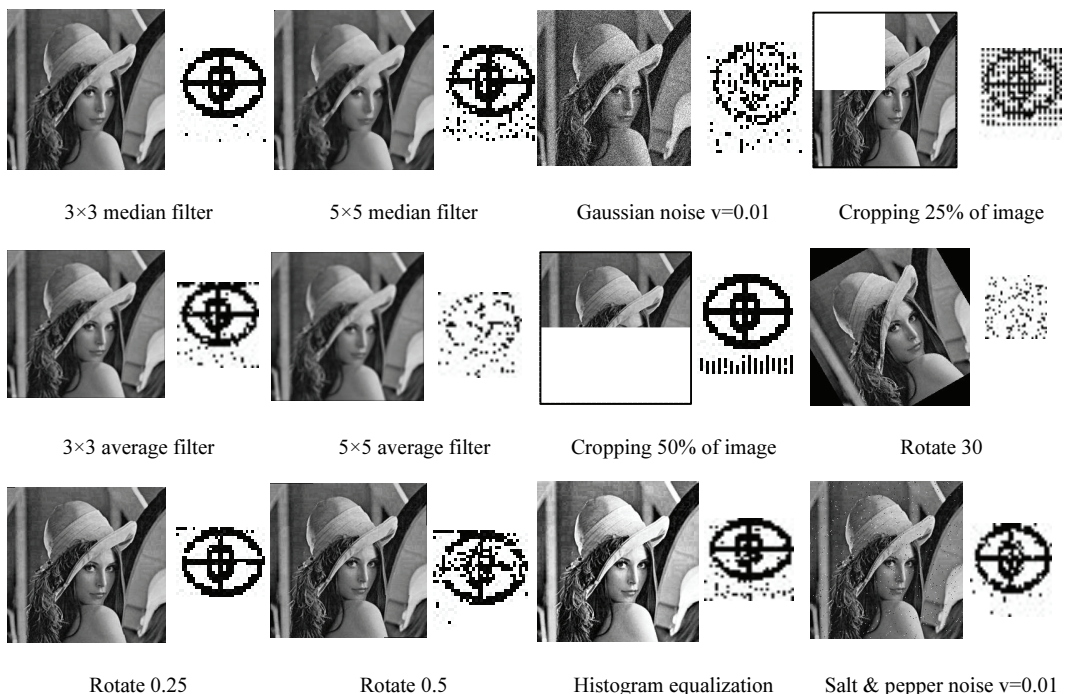 3×3 median filter
5×5 median filter
Gaussian noise v=0.01
Cropping 25% of image
3×3 average filter
5×5 average filter
Cropping 50% of image
Rotate 30
Rotate 0.25
Rotate 0.5
Histogram equalization
Salt & pepper noise v=0.01